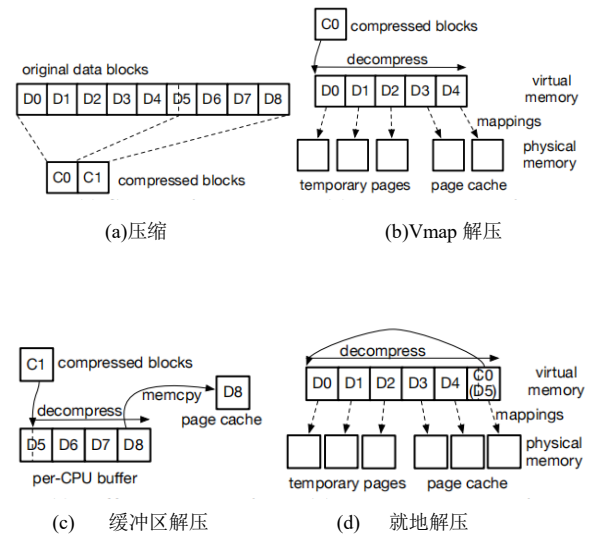 original data blocks
D0 D1 D2 D3 D4 D5 D6 D7 D8
C0 C1 compressed blocks
(a)压缩
C0 compressed blocks
decompress
D0 D1 D2 D3 D4 virtual memory
mappings
physical memory
temporary pages page cache
(b)Vmap 解压
C1 compressed blocks
decompress memcpy D8
page cache
D5 D6 D7 D8
per-CPU buffer
(c) 缓冲区解压
decompress
D0 D1 D2 D3 D4 C0 (D5) virtual memory
mappings
physical memory
temporary pages page cache
(d) 就地解压